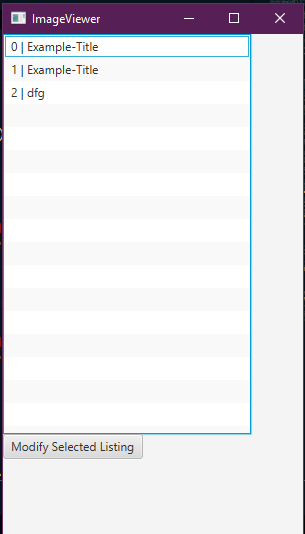 ImageViewer
0 | Example-Title
1 | Example-Title
2 | dfg
Modify Selected Listing